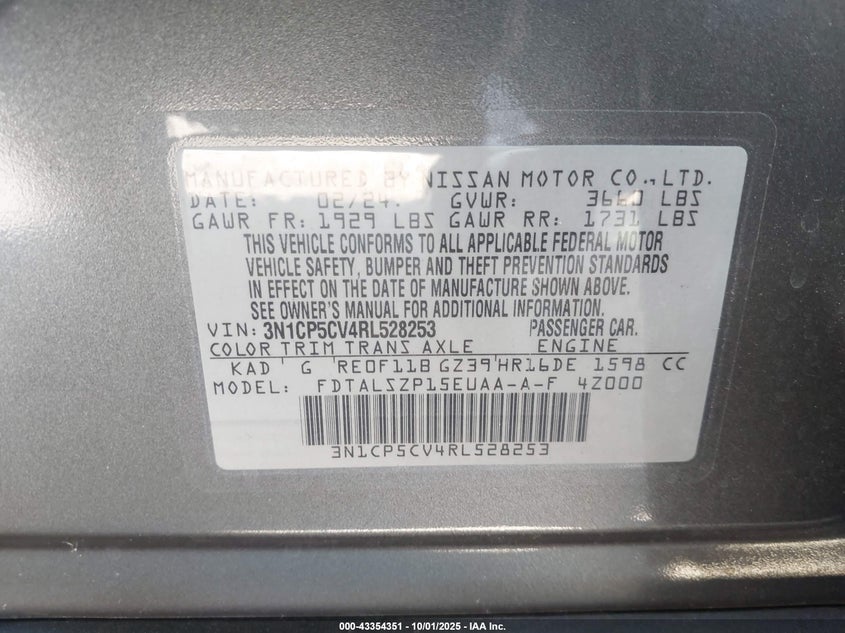 MANUFACTURED BY NISSAN MOTOR CO., LTD.
DATE: 02/24. GVWR: 3660 LBS
GAWR FR: 1929 LBS GAWR RR: 1731 LBS
THIS VEHICLE CONFORMS TO ALL APPLICABLE FEDERAL MOTOR
VEHICLE SAFETY, BUMPER AND THEFT PREVENTION STANDARDS
IN EFFECT ON THE DATE OF MANUFACTURE SHOWN ABOVE.
SEE OWNER'S MANUAL FOR ADDITIONAL INFORMATION.
VIN: 3N1CP5CV4RL528253 PASSENGER CAR.
COLOR TRIM TRANS AXLE ENGINE
KAD G RE0F11B GZ39 HR16DE 1598 CC
MODEL: FDTALSZP15EUAA-A-F 4Z000
3N1CP5CV4RL528253
000-43354351 | 10/01/2025 - IAA Inc.